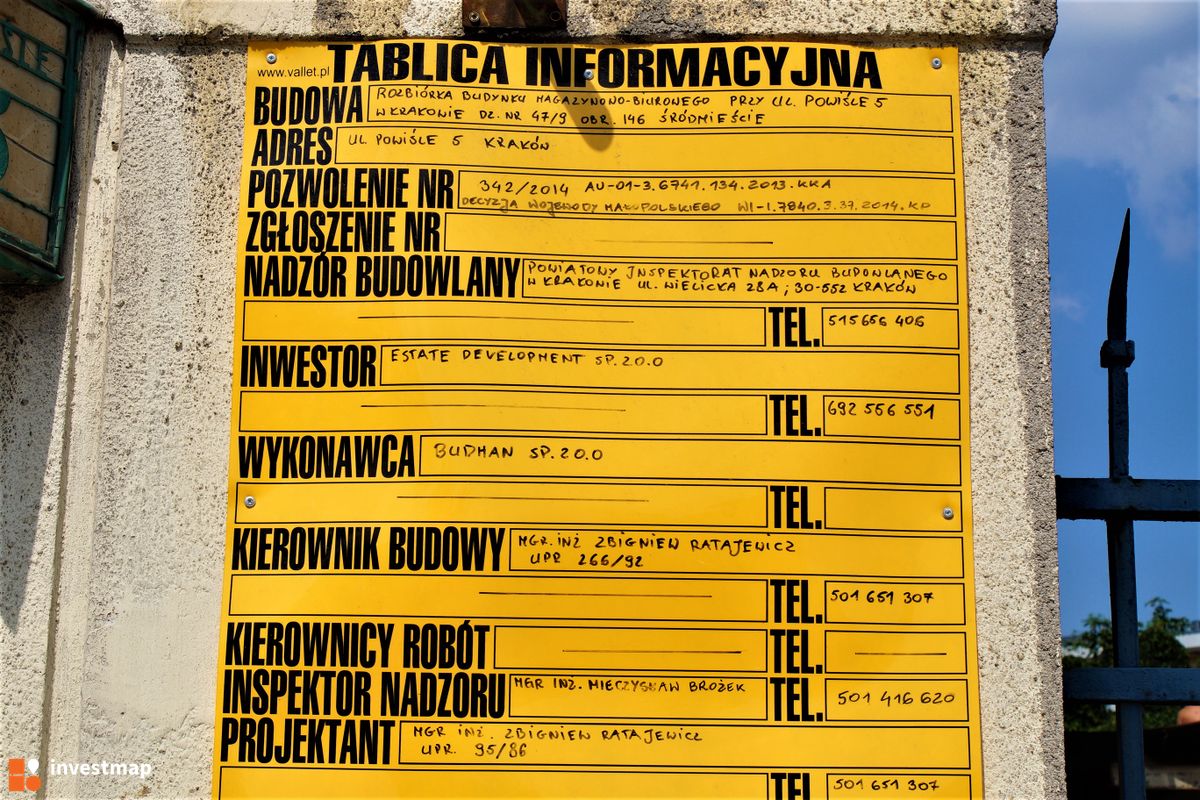 ŚLE
www.vallet.pl TABLICA INFORMACYJNA
BUDOWA ROZBIÓRKA BUDYNKU MAGAZYNOWO-BIUROWEGO PRZY UL. POWIŚLE 5
W KRAKOWIE DZ. NR 47/9 OBR. 146 ŚRÓDMIEŚCIE
ADRES UL POWIŚLE 5 KRAKÓW
POZWOLENIE NR 342/2014 AU-01-3.6741.134.2013.KKA
DECYZJA WOJEWODY MAŁOPOLSKIEGO WI-I.7840.3.37.2014.KD
ZGŁOSZENIE NR
NADZÓR BUDOWLANY POWIATOWY INSPEKTORAT NADZORU BUDOWLANEGO
W KRAKOWIE UL. WIELICKA 28A; 30-552 KRAKÓW
TEL. 515 656 406
INWESTOR ESTATE DEVELOPMENT SP. Z O.O
TEL. 692 556 551
WYKONAWCA BUDHAN SP. Z O.O
TEL.
KIEROWNIK BUDOWY MGR. INŻ ZBIGNIEW RATAJEWICZ
UPR 266/92
TEL. 501 651 307
KIEROWNICY ROBÓT TEL.
INSPEKTOR NADZORU MGR INŻ. MIECZYSŁAW BROŻEK TEL. 501 416 620
PROJEKTANT MGR INŻ. ZBIGNIEW RATAJEWICZ
UPR. 95/86
TEL. 501 651 307
investmap